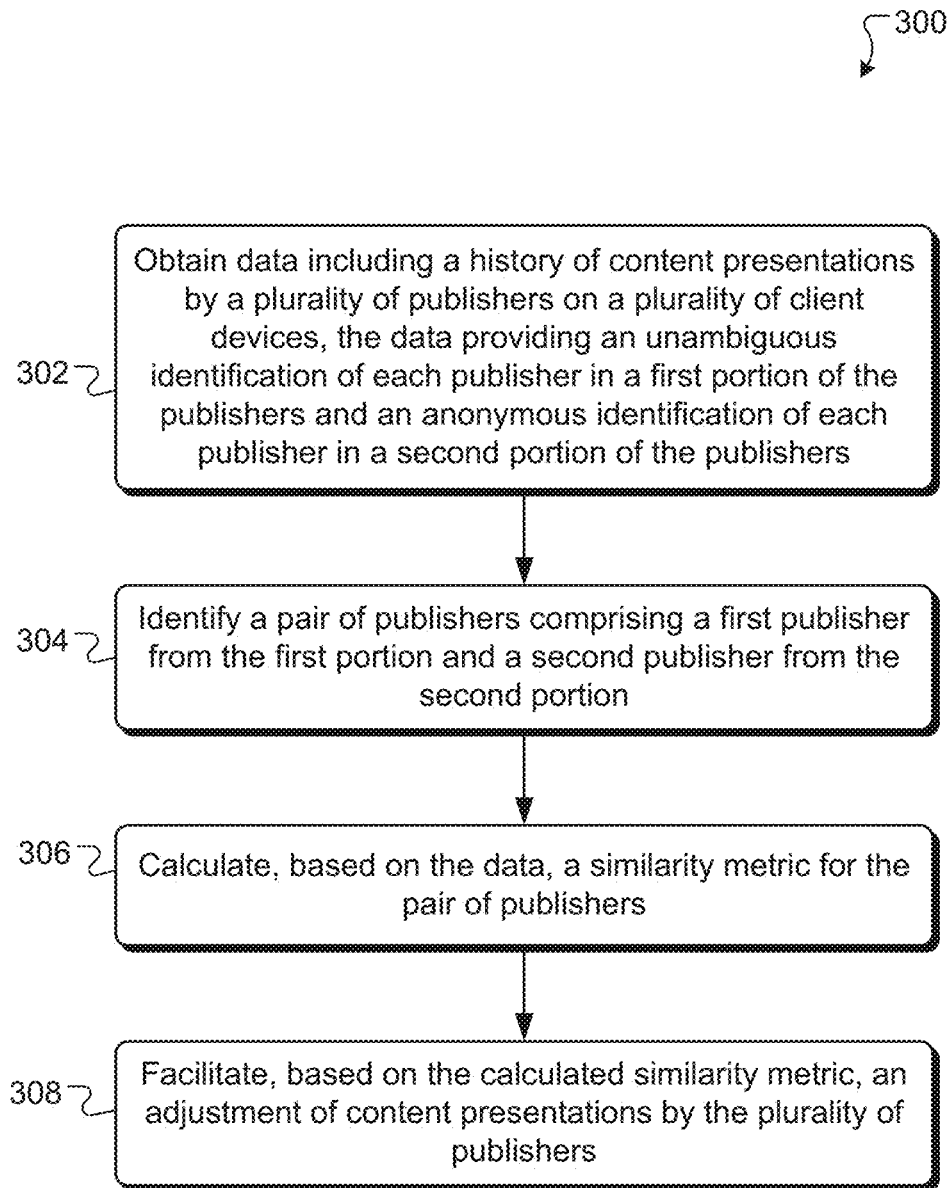 300
Obtain data including a history of content presentations
by a plurality of publishers on a plurality of client
devices, the data providing an unambiguous
302
identification of each publisher in a first portion of the
publishers and an anonymous identification of each
publisher in a second portion of the publishers
304
Identify a pair of publishers comprising a first publisher
from the first portion and a second publisher from the
second portion
306
Calculate, based on the data, a similarity metric for the
pair of publishers
308
Facilitate, based on the calculated similarity metric, an
adjustment of content presentations by the plurality of
publishers